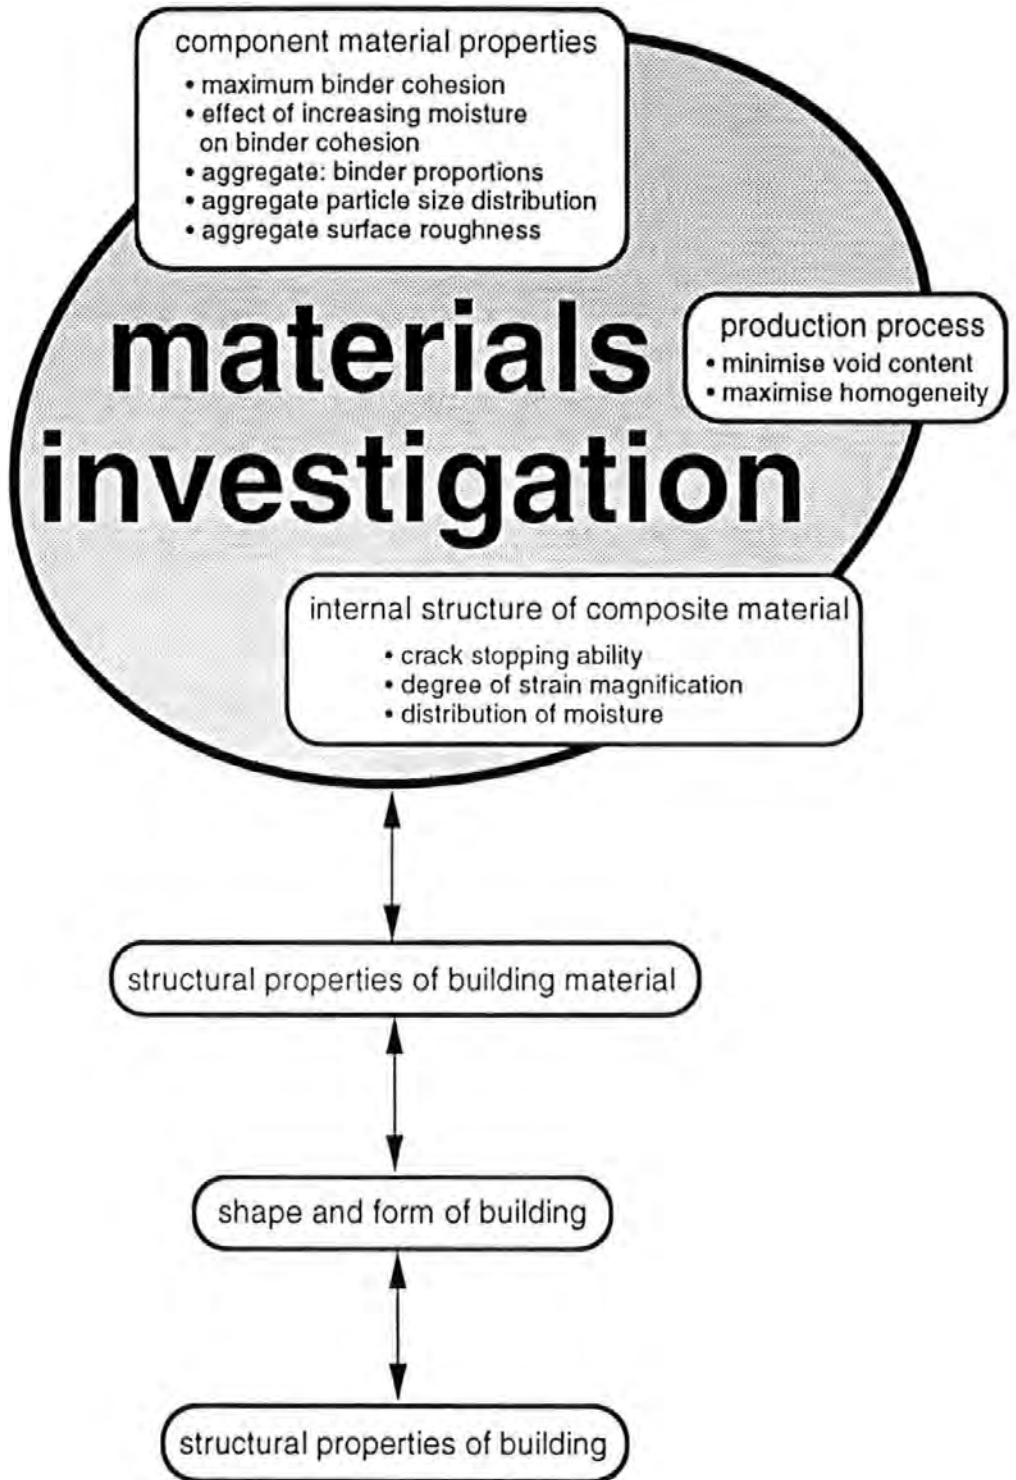 component material properties
• maximum binder cohesion
• effect of increasing moisture
on binder cohesion
• aggregate: binder proportions
• aggregate particle size distribution
• aggregate surface roughness
materials
investigation
production process
• minimise void content
• maximise homogeneity
internal structure of composite material
• crack stopping ability
• degree of strain magnification
• distribution of moisture
structural properties of building material
shape and form of building
structural properties of building